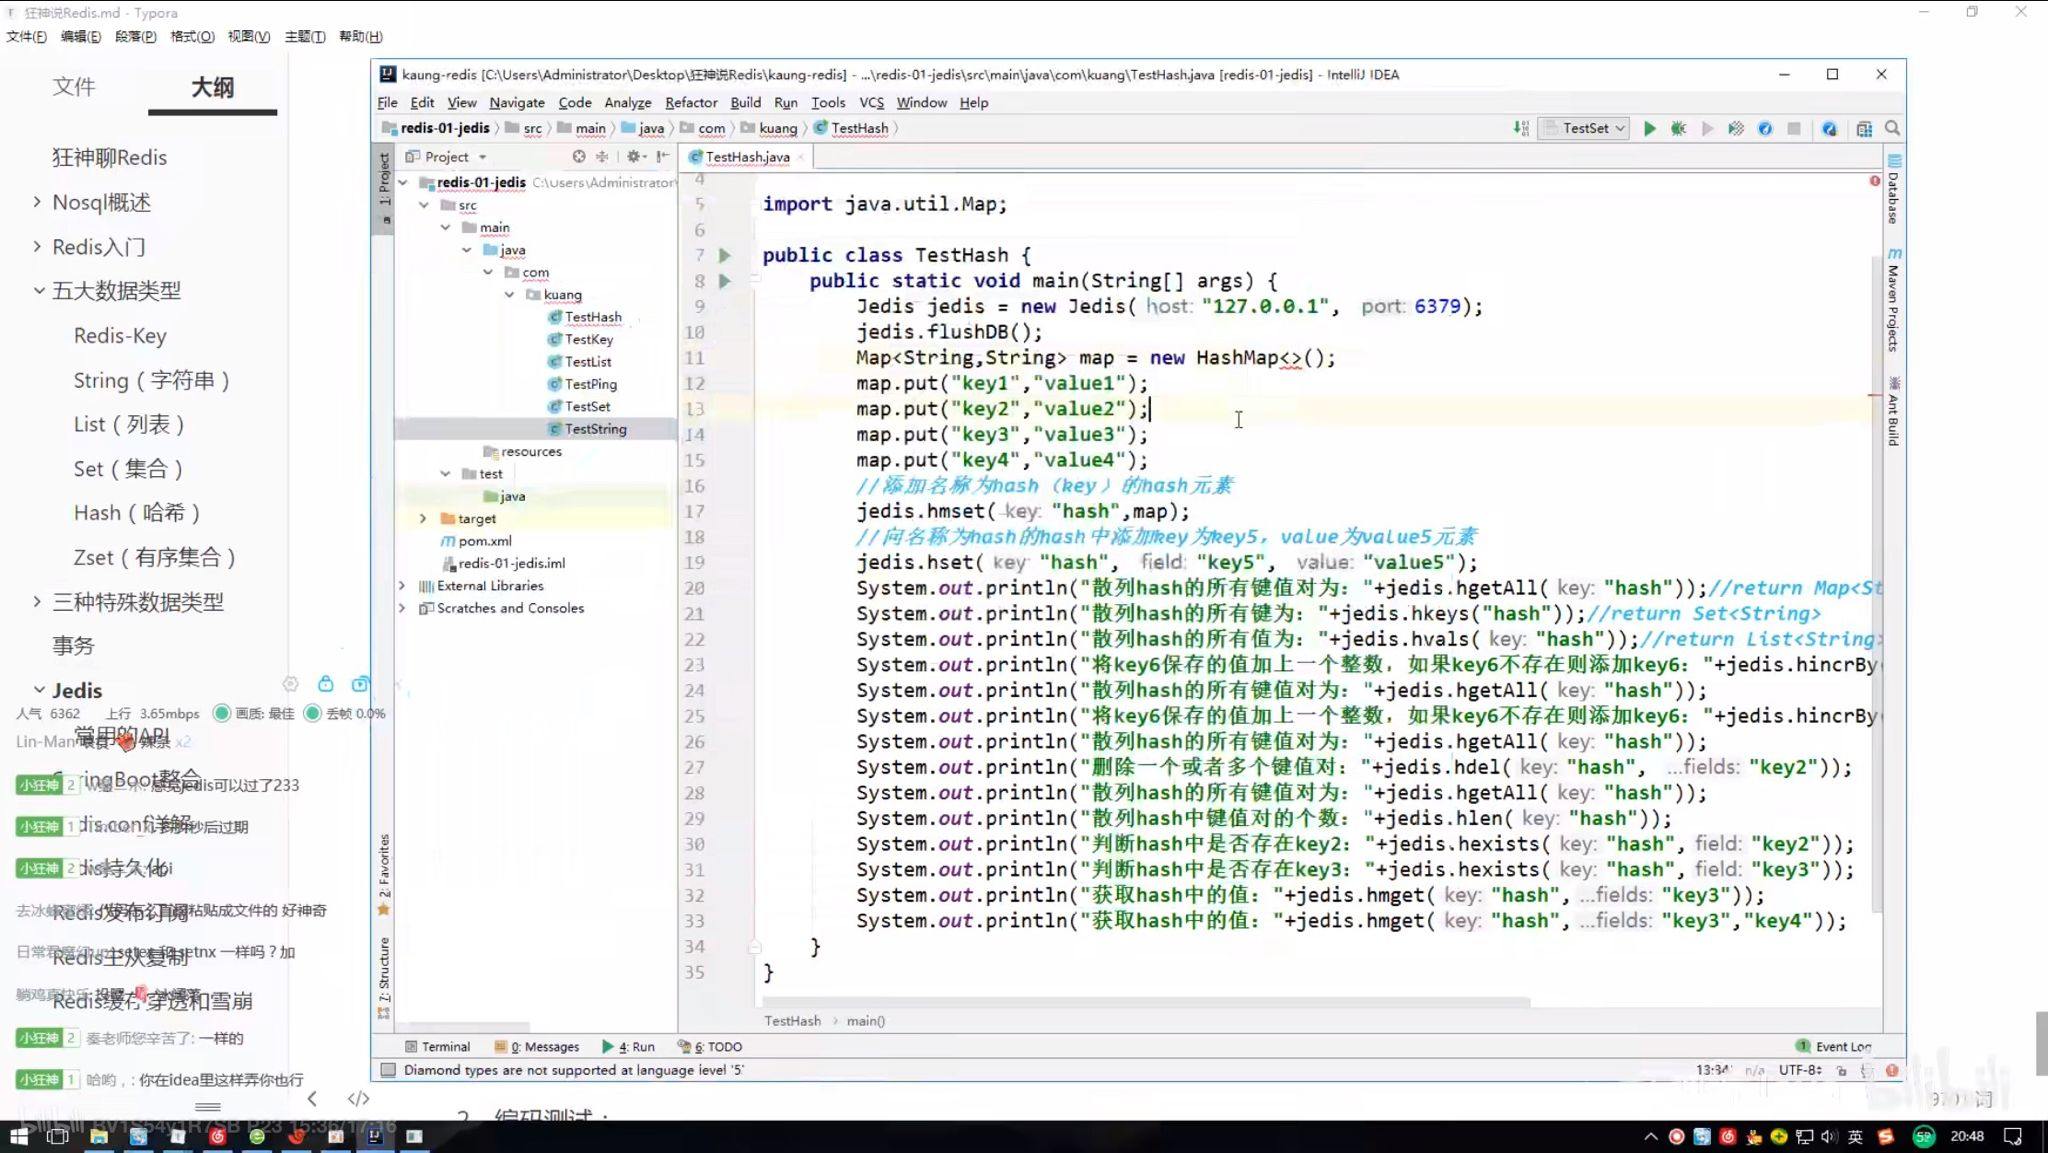 狂神说Redis.md - Typora
文件(F) 编辑(E) 段落(P) 格式(O) 视图(V) 主题(T) 帮助(H)
文件 大纲
狂神聊Redis
Nosql概述
Redis入门
五大数据类型
Redis-Key
String（字符串）
List（列表）
Set（集合）
Hash（哈希）
Zset（有序集合）
三种特殊数据类型
事务
Jedis
人气 6362 上行 3.65mbps 画质: 最佳 丢帧 0.0%
常用的API
Lin-Man x2
SpringBoot整合
小狂神 2 jedis可以过了233
小狂神 1 秒后过期
小狂神 2
Redis持久化
Redis发布订阅
粘贴成文件的 好神奇
setex 和 setnx 一样吗？加
Redis主从复制
Redis缓存穿透和雪崩
小狂神 2 秦老师您辛苦了: 一样的
小狂神 1 哈哟，: 你在idea里这样弄你也行
kaung-redis [C:\Users\Administrator\Desktop\狂神说Redis\kaung-redis] - ...\redis-01-jedis\src\main\java\com\kuang\TestHash.java [redis-01-jedis] - IntelliJ IDEA
File Edit View Navigate Code Analyze Refactor Build Run Tools VCS Window Help
redis-01-jedis src main java com kuang TestHash TestSet
1: Project
Project
redis-01-jedis C:\Users\Administrator\
src
main
java
com
kuang
TestHash
TestKey
TestList
TestPing
TestSet
TestString
resources
test
java
target
pom.xml
redis-01-jedis.iml
External Libraries
Scratches and Consoles
2: Favorites
7: Structure
TestHash.java
4
5 import java.util.Map;
6
7 public class TestHash {
8 public static void main(String[] args) {
9 Jedis jedis = new Jedis( host: "127.0.0.1", port: 6379);
10 jedis.flushDB();
11 Map<String,String> map = new HashMap<>();
12 map.put("key1","value1");
13 map.put("key2","value2");
14 map.put("key3","value3");
15 map.put("key4","value4");
16 //添加名称为hash（key）的hash元素
17 jedis.hmset( key: "hash",map);
18 //向名称为hash的hash中添加key为key5，value为value5元素
19 jedis.hset( key: "hash", field: "key5", value: "value5");
20 System.out.println("散列hash的所有键值对为："+jedis.hgetAll( key: "hash"));//return Map<St
21 System.out.println("散列hash的所有键为："+jedis.hkeys("hash"));//return Set<String>
22 System.out.println("散列hash的所有值为："+jedis.hvals( key: "hash"));//return List<String>
23 System.out.println("将key6保存的值加上一个整数，如果key6不存在则添加key6："+jedis.hincrBy(
24 System.out.println("散列hash的所有键值对为："+jedis.hgetAll( key: "hash"));
25 System.out.println("将key6保存的值加上一个整数，如果key6不存在则添加key6："+jedis.hincrBy(
26 System.out.println("散列hash的所有键值对为："+jedis.hgetAll( key: "hash"));
27 System.out.println("删除一个或者多个键值对："+jedis.hdel( key: "hash", ...fields: "key2"));
28 System.out.println("散列hash的所有键值对为："+jedis.hgetAll( key: "hash"));
29 System.out.println("散列hash中键值对的个数："+jedis.hlen( key: "hash"));
30 System.out.println("判断hash中是否存在key2："+jedis.hexists( key: "hash", field: "key2"));
31 System.out.println("判断hash中是否存在key3："+jedis.hexists( key: "hash", field: "key3"));
32 System.out.println("获取hash中的值："+jedis.hmget( key: "hash", ...fields: "key3"));
33 System.out.println("获取hash中的值："+jedis.hmget( key: "hash", ...fields: "key3","key4"));
34 }
35 }
TestHash main()
Database
Maven Projects
Ant Build
Terminal 0: Messages 4: Run 6: TODO 1 Event Log
Diamond types are not supported at language level '5' 13:34 n/a UTF-8
2、编码测试：
bilibili
bilibili BV1S54y1R7SB P23 15:36/17:16
英 20:48